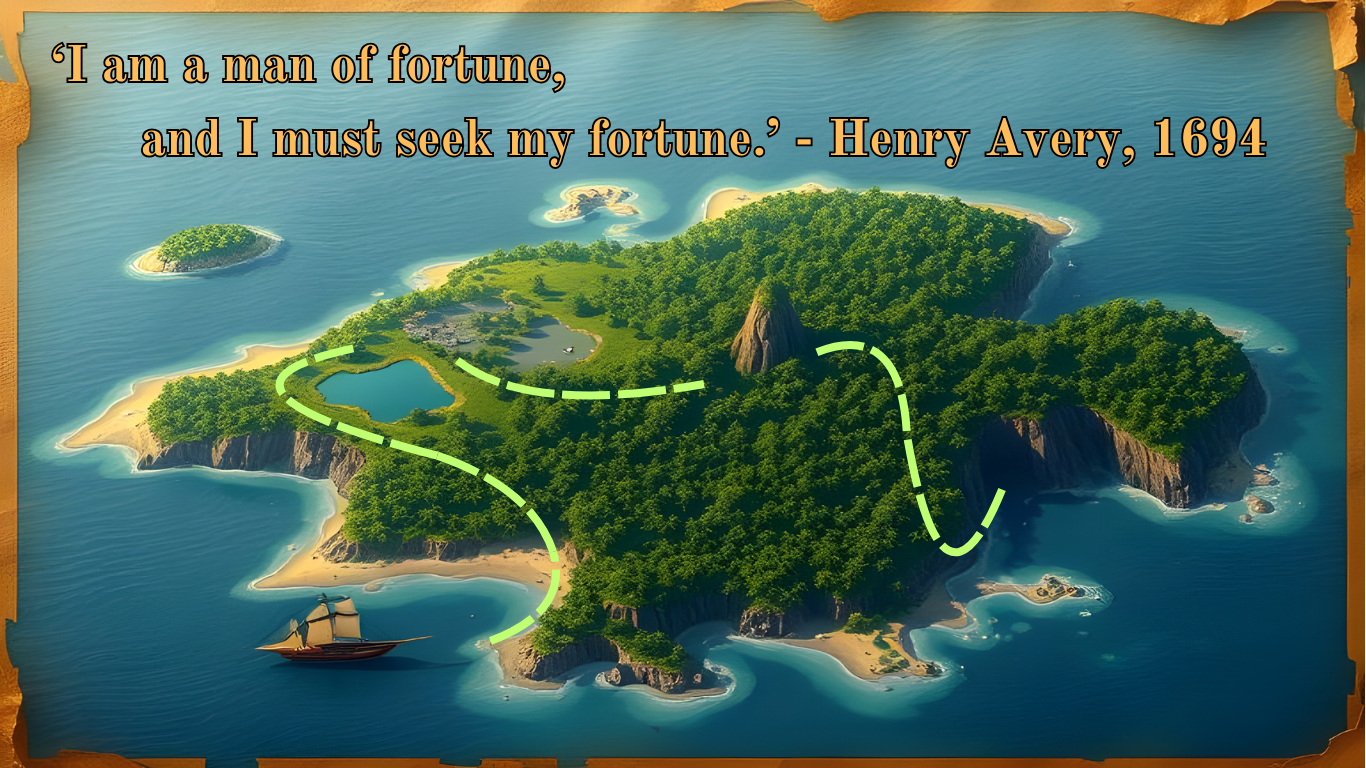 ‘I am a man of fortune,
and I must seek my fortune.’ - Henry Avery, 1694